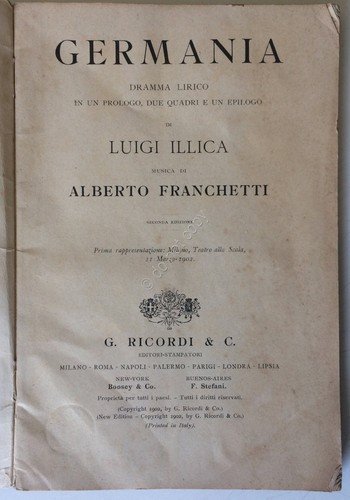 GERMANIA
DRAMMA LIRICO
IN UN PROLOGO, DUE QUADRI E UN EPILOGO
DI
LUIGI ILLICA
MUSICA DI
ALBERTO FRANCHETTI
SECONDA EDIZIONE
Prima rappresentazione: Milano, Teatro alla Scala,
11 Marzo 1902.
G. RICORDI & C.
EDITORI-STAMPATORI
MILANO - ROMA - NAPOLI - PALERMO - PARIGI - LONDRA - LIPSIA
NEW-YORK BUENOS-AIRES
Boosey & Co. F. Stefani.
Proprietà per tutti i paesi. - Tutti i diritti riservati.
(Copyright 1902, by G. Ricordi & Co.)
(New Edition - Copyright 1902, by G. Ricordi & Co.)
(Printed in Italy).